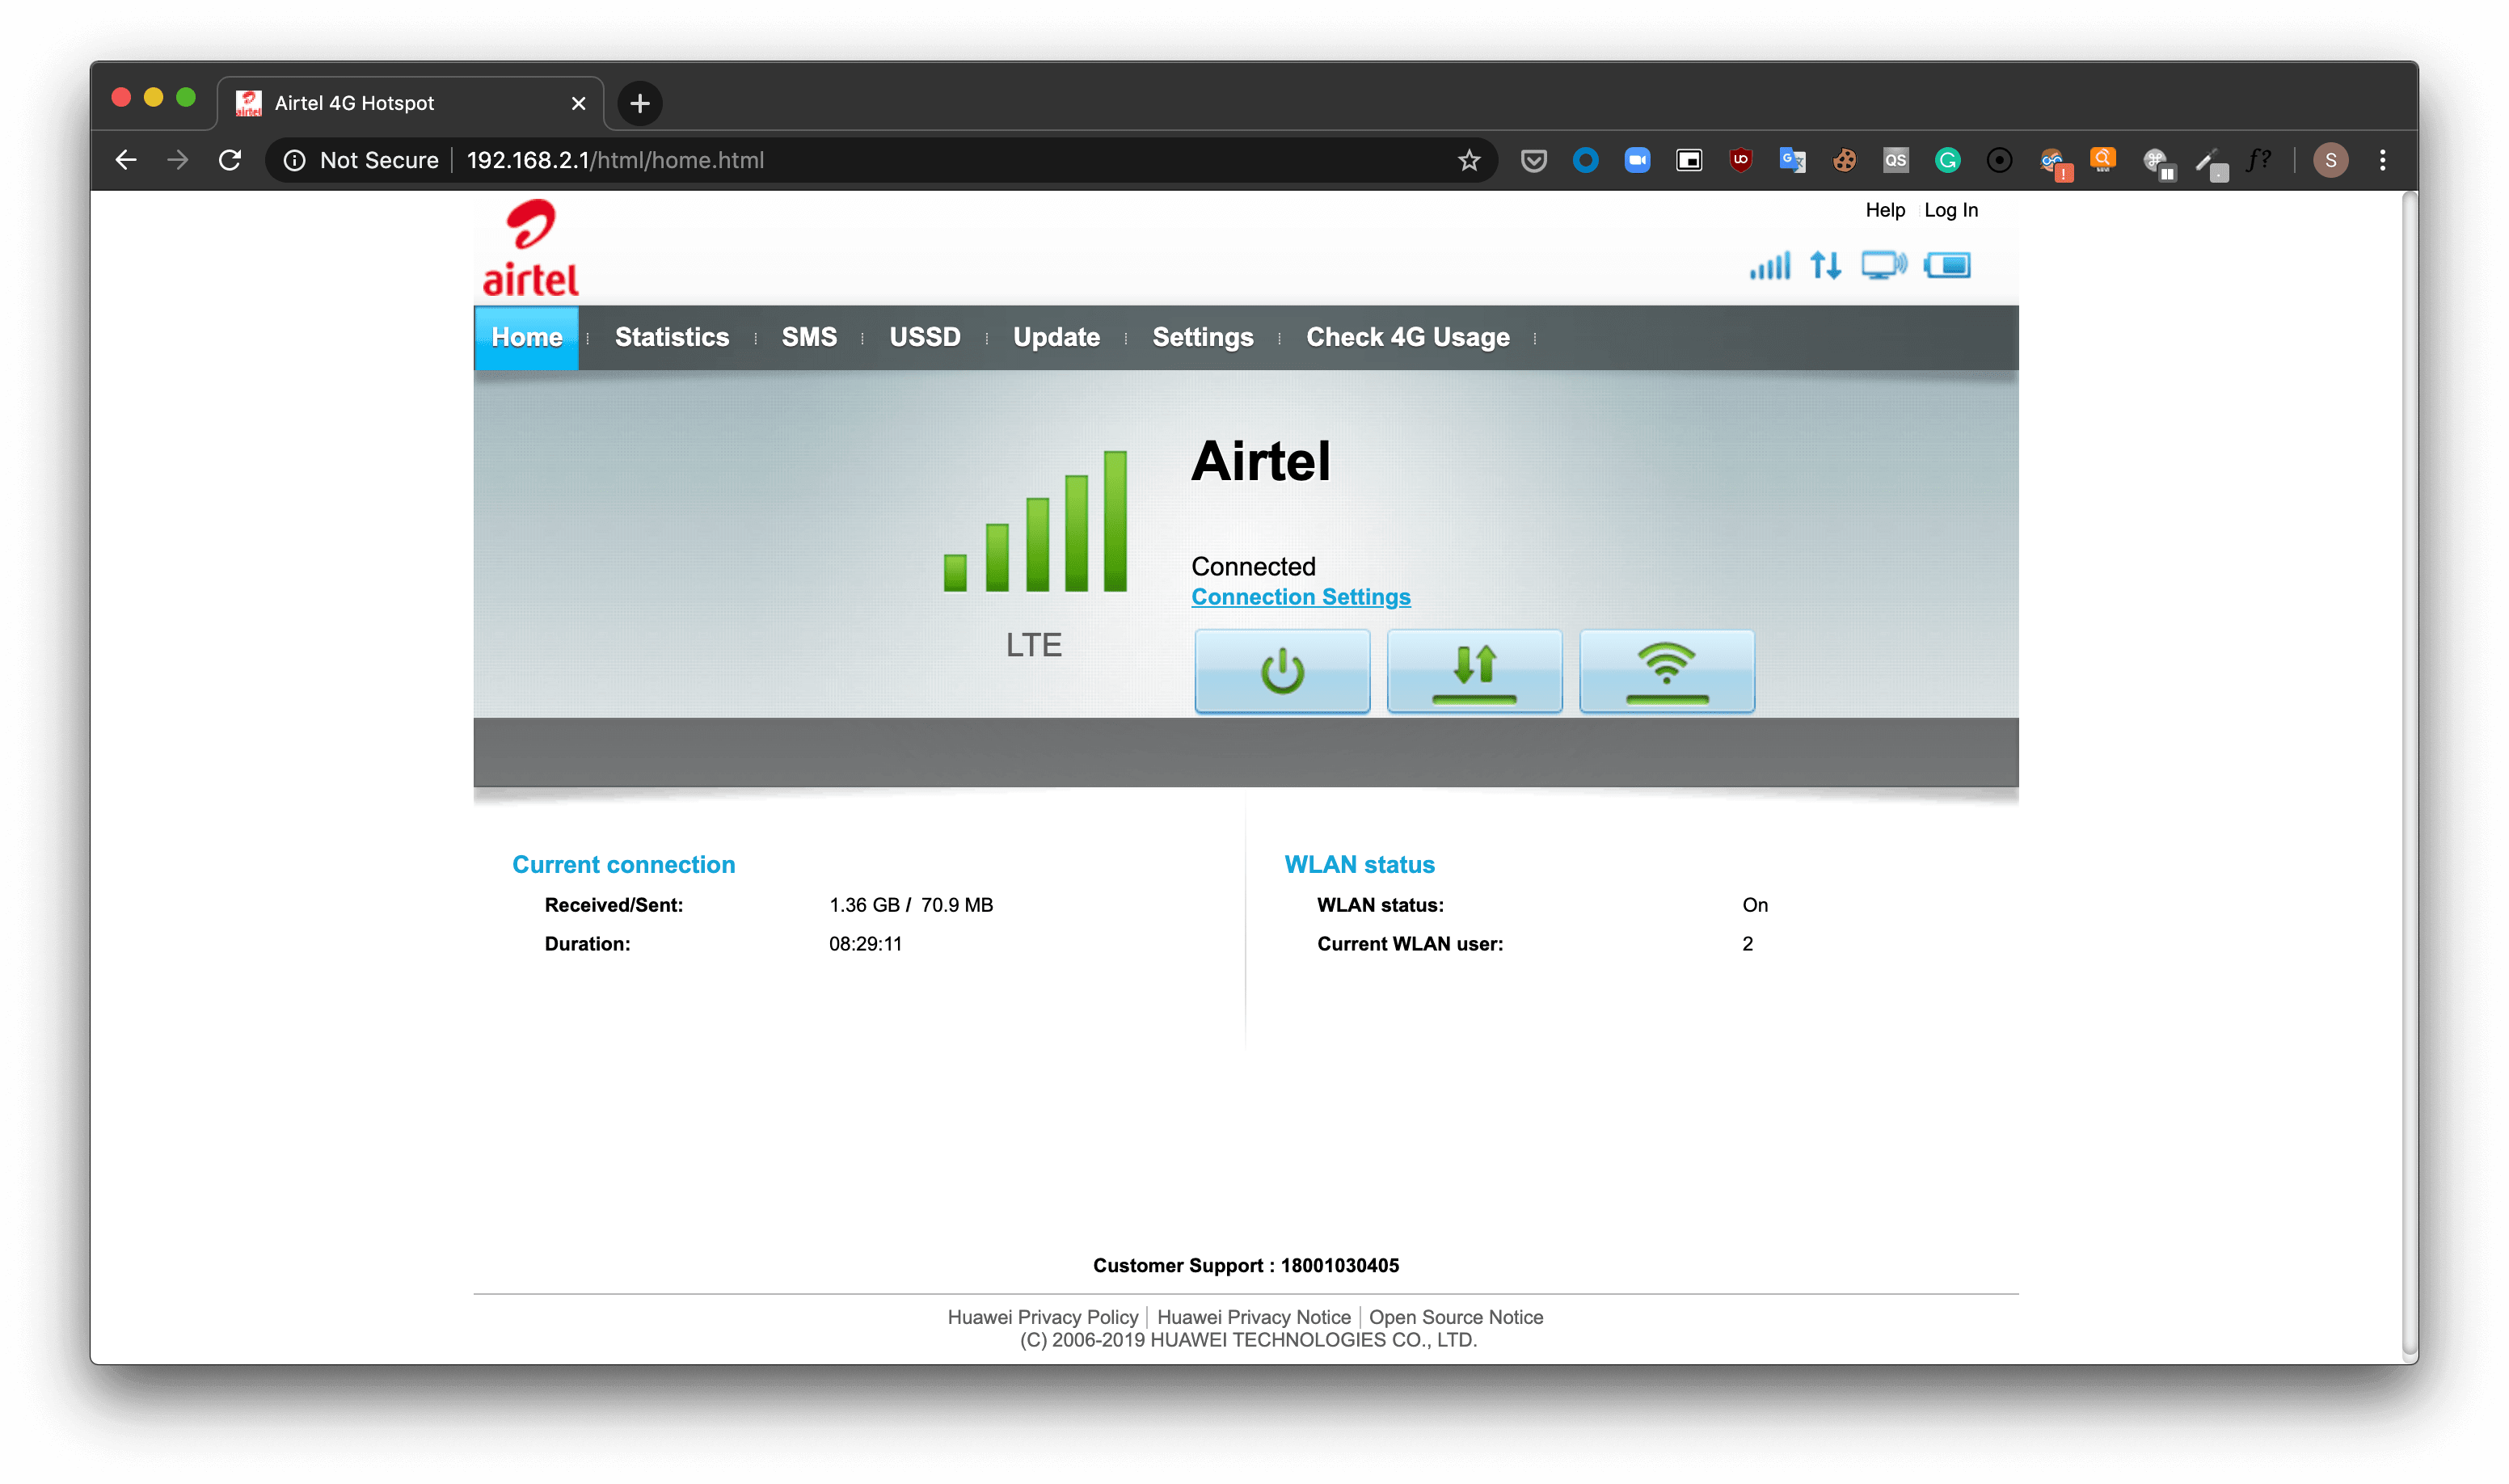 Airtel 4G Hotspot
Not Secure 192.168.2.1/html/home.html
QS
S
Help Log In
airtel
Home Statistics SMS USSD Update Settings Check 4G Usage
Airtel
Connected
Connection Settings
LTE
Current connection
Received/Sent: 1.36 GB / 70.9 MB
Duration: 08:29:11
WLAN status
WLAN status: On
Current WLAN user: 2
Customer Support : 18001030405
Huawei Privacy Policy Huawei Privacy Notice Open Source Notice
(C) 2006-2019 HUAWEI TECHNOLOGIES CO., LTD.